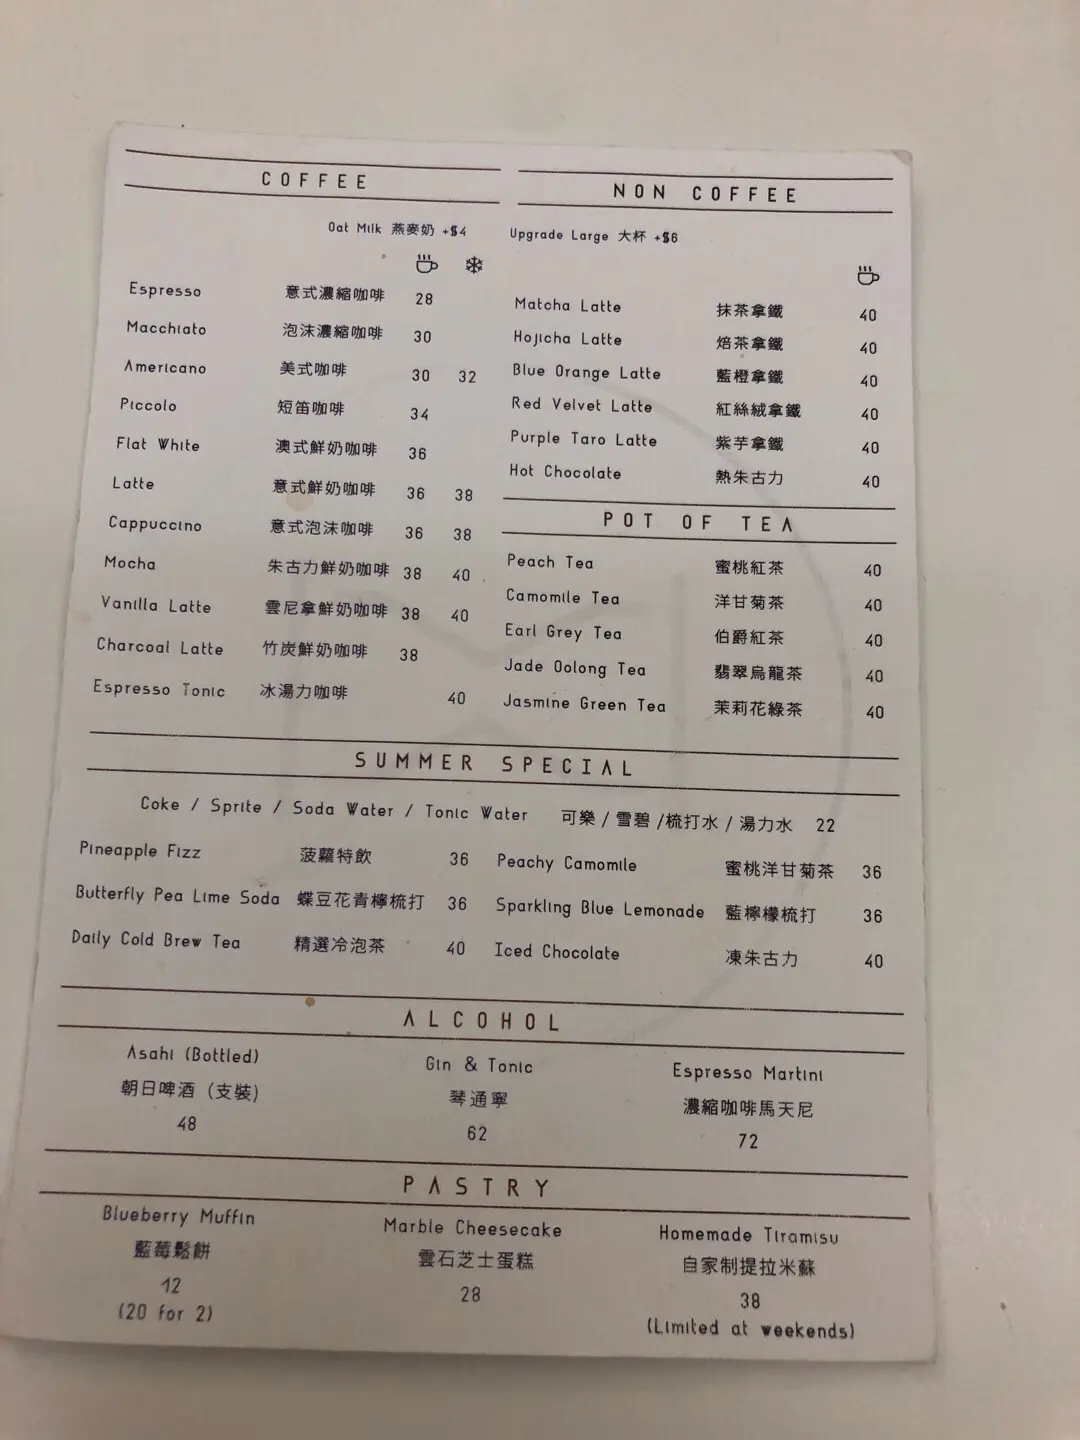 COFFEE
Oat Milk 燕麥奶 +$4
Espresso 意式濃縮咖啡 28
Macchiato 泡沫濃縮咖啡 30
Americano 美式咖啡 30 32
Piccolo 短笛咖啡 34
Flat White 澳式鮮奶咖啡 36
Latte 意式鮮奶咖啡 36 38
Cappuccino 意式泡沫咖啡 36 38
Mocha 朱古力鮮奶咖啡 38 40
Vanilla Latte 雲尼拿鮮奶咖啡 38 40
Charcoal Latte 竹炭鮮奶咖啡 38
Espresso Tonic 冰湯力咖啡 40
NON COFFEE
Upgrade Large 大杯 +$6
Matcha Latte 抹茶拿鐵 40
Hojicha Latte 焙茶拿鐵 40
Blue Orange Latte 藍橙拿鐵 40
Red Velvet Latte 紅絲絨拿鐵 40
Purple Taro Latte 紫芋拿鐵 40
Hot Chocolate 熱朱古力 40
POT OF TEA
Peach Tea 蜜桃紅茶 40
Camomile Tea 洋甘菊茶 40
Earl Grey Tea 伯爵紅茶 40
Jade Oolong Tea 翡翠烏龍茶 40
Jasmine Green Tea 茉莉花綠茶 40
SUMMER SPECIAL
Coke / Sprite / Soda Water / Tonic Water 可樂 / 雪碧 /梳打水 / 湯力水 22
Pineapple Fizz 菠蘿特飲 36 Peachy Camomile 蜜桃洋甘菊茶 36
Butterfly Pea Lime Soda 蝶豆花青檸梳打 36 Sparkling Blue Lemonade 藍檸檬梳打 36
Daily Cold Brew Tea 精選冷泡茶 40 Iced Chocolate 凍朱古力 40
ALCOHOL
Asahi (Bottled) Gin & Tonic Espresso Martini
朝日啤酒 (支裝) 琴通寧 濃縮咖啡馬天尼
48 62 72
PASTRY
Blueberry Muffin Marble Cheesecake Homemade Tiramisu
藍莓鬆餅 雲石芝士蛋糕 自家制提拉米蘇
12 28 38
(20 for 2) (Limited at weekends)